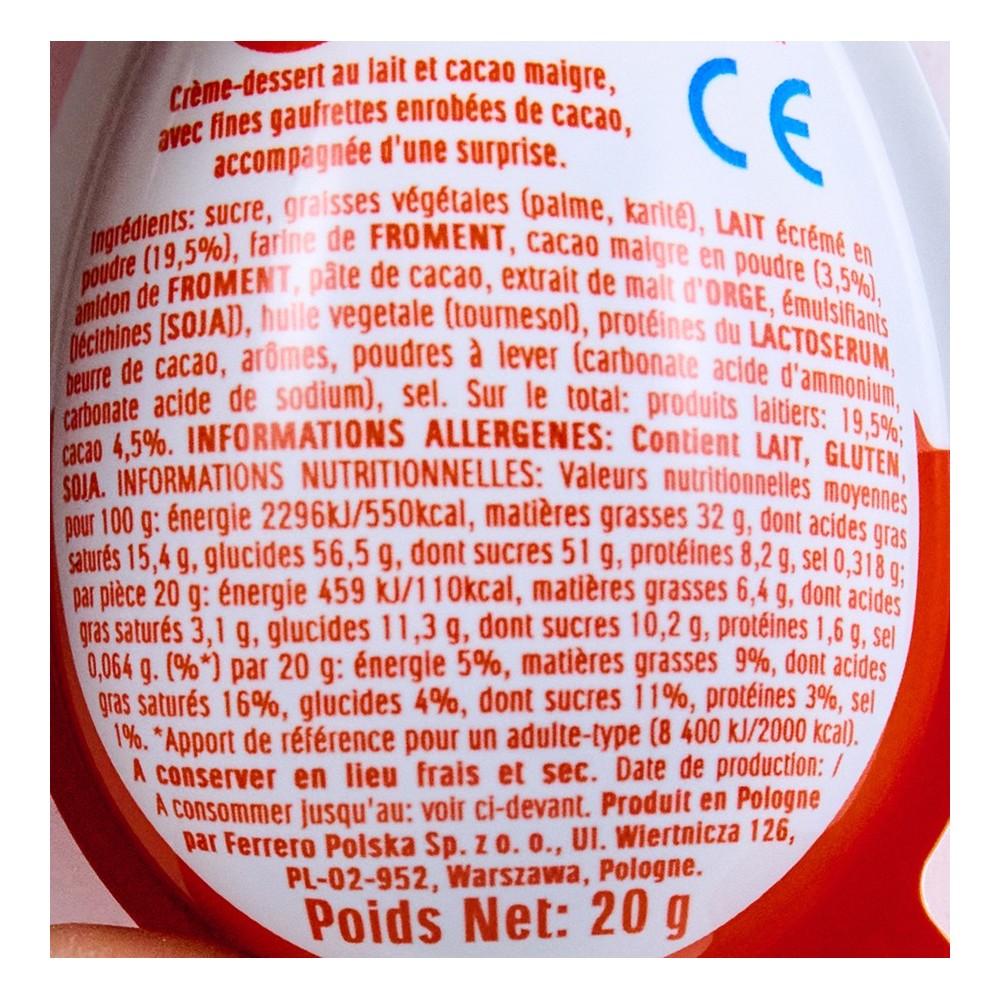 Crème-dessert au lait et cacao maigre,
avec fines gaufrettes enrobées de cacao,
accompagnée d'une surprise.
CE
Ingrédients: sucre, graisses végétales (palme, karité), LAIT écrémé en
poudre (19,5%), farine de FROMENT, cacao maigre en poudre (3,5%),
amidon de FROMENT, pâte de cacao, extrait de malt d'ORGE, émulsifiants
(lécithines [SOJA]), huile vegetale (tournesol), protéines du LACTOSERUM,
beurre de cacao, arômes, poudres à lever (carbonate acide d'ammonium,
carbonate acide de sodium), sel. Sur le total: produits laitiers: 19,5%;
cacao 4,5%. INFORMATIONS ALLERGENES: Contient LAIT, GLUTEN,
SOJA. INFORMATIONS NUTRITIONNELLES: Valeurs nutritionnelles moyennes
pour 100 g: énergie 2296kJ/550kcal, matières grasses 32 g, dont acides gras
saturés 15,4 g, glucides 56,5 g, dont sucres 51 g, protéines 8,2 g, sel 0,318 g;
par pièce 20 g: énergie 459 kJ/110kcal, matières grasses 6,4 g, dont acides
gras saturés 3,1 g, glucides 11,3 g, dont sucres 10,2 g, protéines 1,6 g, sel
0,064 g. (%*) par 20 g: énergie 5%, matières grasses 9%, dont acides
gras saturés 16%, glucides 4%, dont sucres 11%, protéines 3%, sel
1%. *Apport de référence pour un adulte-type (8 400 kJ/2000 kcal).
A conserver en lieu frais et sec. Date de production: /
A consommer jusqu'au: voir ci-devant. Produit en Pologne
par Ferrero Polska Sp. z o. o., Ul. Wiertnicza 126,
PL-02-952, Warszawa, Pologne.
Poids Net: 20 g